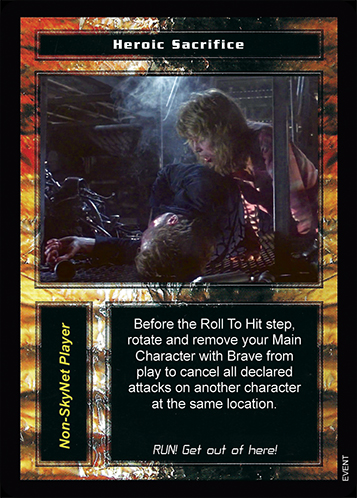 Heroic Sacrifice
Non-SkyNet Player
Before the Roll To Hit step,
rotate and remove your Main
Character with Brave from
play to cancel all declared
attacks on another character
at the same location.
RUN! Get out of here!
EVENT